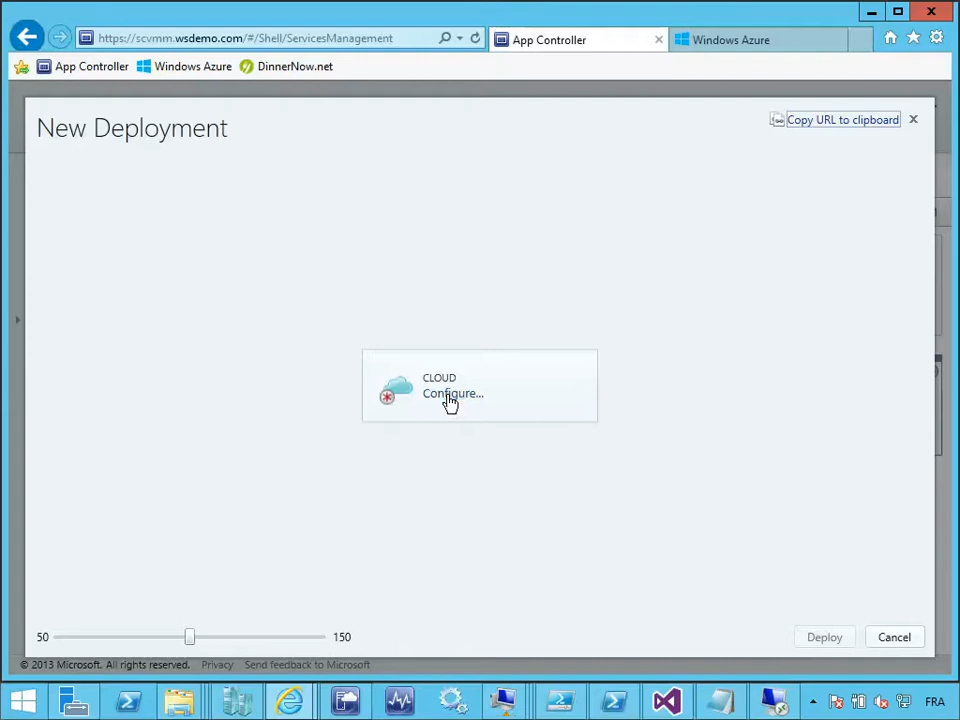 https://scvmm.wsdemo.com/#/Shell/ServicesManagement
App Controller
Windows Azure
App Controller
Windows Azure
DinnerNow.net
New Deployment
Copy URL to clipboard
CLOUD
Configure...
50
150
Deploy
Cancel
© 2013 Microsoft. All rights reserved.
Privacy
Send feedback to Microsoft
FRA